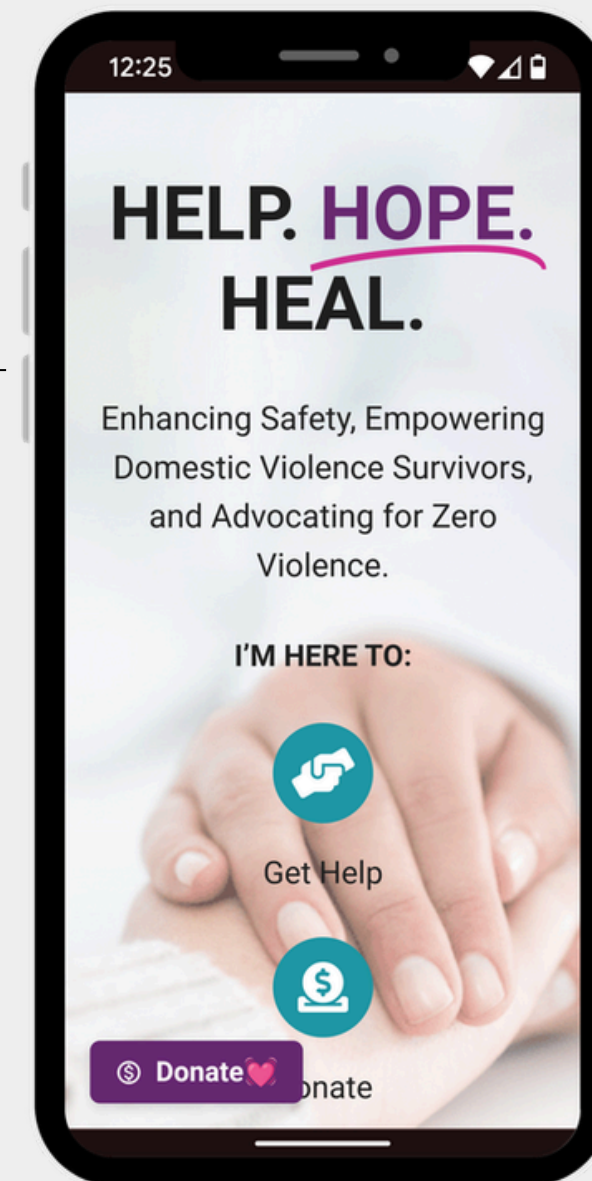 12:25
HELP. HOPE.
HEAL.
Enhancing Safety, Empowering
Domestic Violence Survivors,
and Advocating for Zero
Violence.
I'M HERE TO:
Get Help
$
$ Donate💓 onate